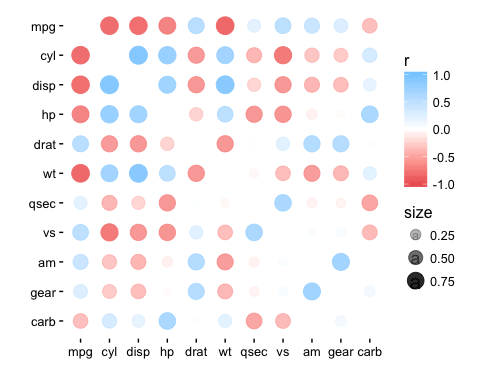 mpg
cyl
disp
hp
drat
wt
qsec
vs
am
gear
carb
mpg cyl disp hp drat wt qsec vs am gear carb
r
1.0
0.5
0.0
-0.5
-1.0
size
a 0.25
a 0.50
a 0.75